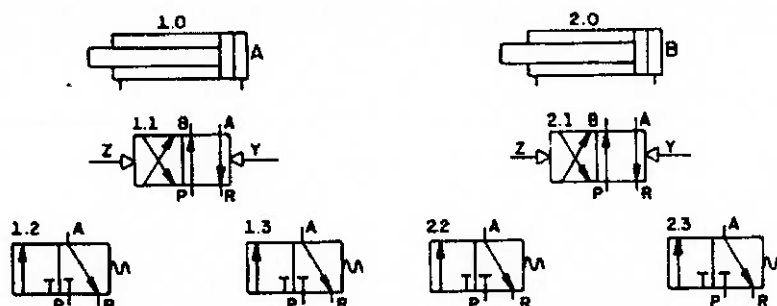 1.0
2.0
A
B
1.1 B A
2.1 B A
Z Y
Z Y
P R
P R
1.2 A
1.3 A
2.2 A
2.3 A
P R
P R
P R
P R